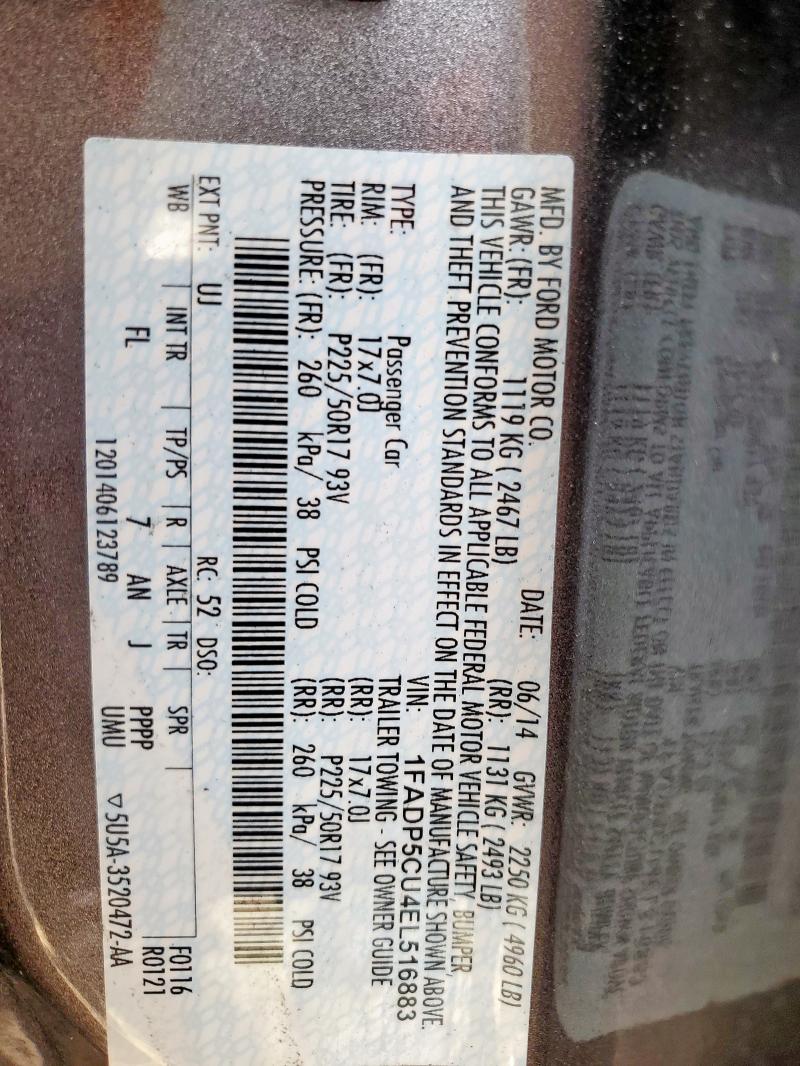 MFD. BY FORD MOTOR CO.
DATE: 06/14 GVWR: 2250 KG ( 4960 LB)
GAWR: (FR): 1119 KG ( 2467 LB) (RR): 1131 KG ( 2493 LB)
THIS VEHICLE CONFORMS TO ALL APPLICABLE FEDERAL MOTOR VEHICLE SAFETY, BUMPER
AND THEFT PREVENTION STANDARDS IN EFFECT ON THE DATE OF MANUFACTURE SHOWN ABOVE.
VIN: 1FADP5CU4EL516883
TYPE: Passenger Car TRAILER TOWING - SEE OWNER GUIDE
RIM: (FR): 17x7.0J (RR): 17x7.0J
TIRE: (FR): P225/50R17 93V (RR): P225/50R17 93V
PRESSURE: (FR): 260 kPa/ 38 PSI COLD (RR): 260 kPa/ 38 PSI COLD
EXT PNT: UJ RC: 52 DSO: F0116
WB | INT TR | TP/PS | R | AXLE | TR | SPR | R0121
FL 7 AN J PPPP
UMU
1201406123789 ▽5U5A-3520472-AA